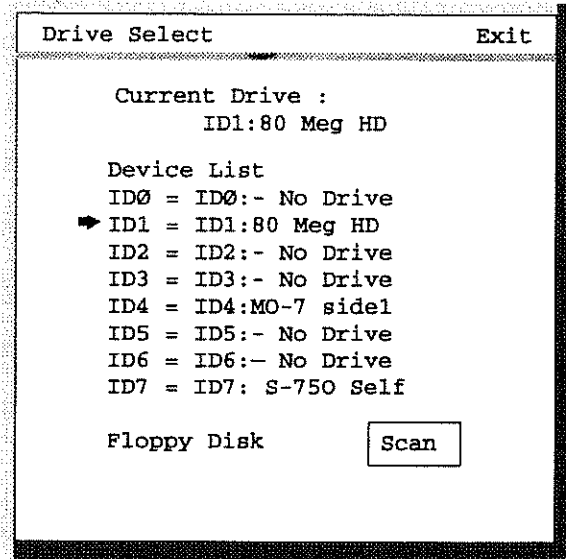 Drive Select Exit
Current Drive :
ID1:80 Meg HD
Device List
IDØ = IDØ:- No Drive
ID1 = ID1:80 Meg HD
ID2 = ID2:- No Drive
ID3 = ID3:- No Drive
ID4 = ID4:MO-7 side1
ID5 = ID5:- No Drive
ID6 = ID6:— No Drive
ID7 = ID7: S-750 Self
Floppy Disk Scan